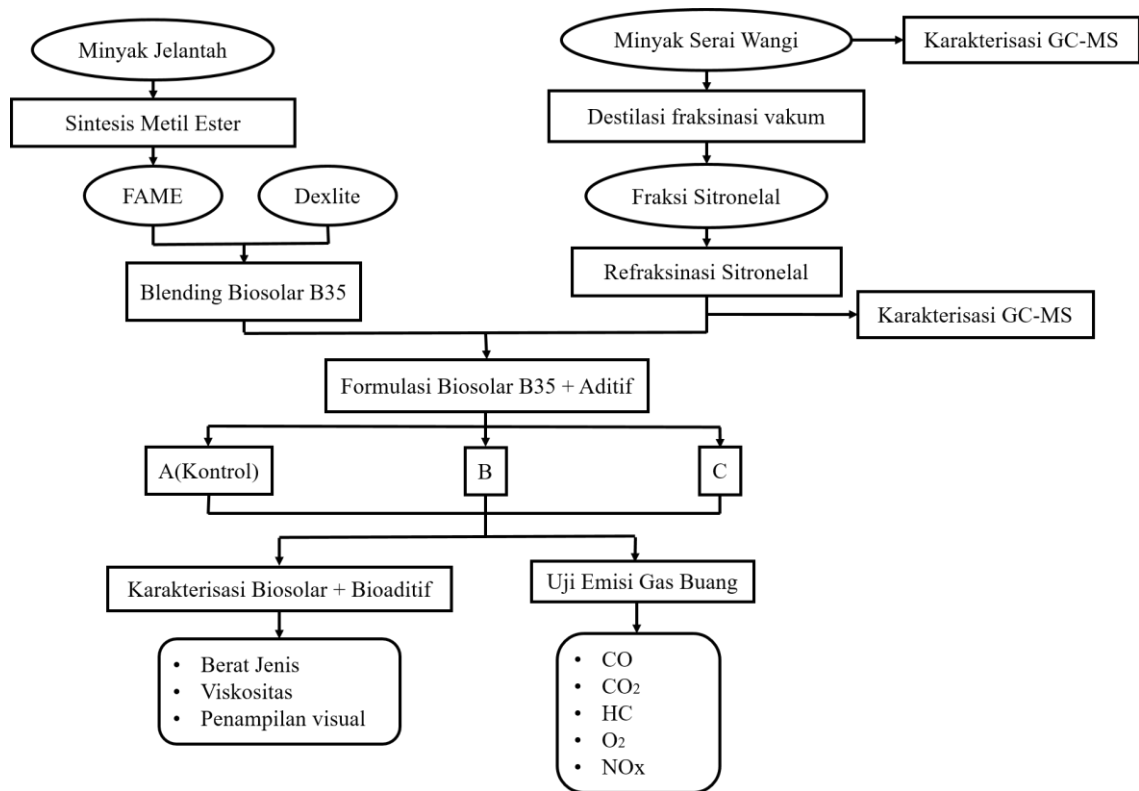 Minyak Jelantah
Minyak Serai Wangi
Karakterisasi GC-MS
Sintesis Metil Ester
Destilasi fraksinasi vakum
FAME
Dexlite
Fraksi Sitronelal
Blending Biosolar B35
Refraksinasi Sitronelal
Karakterisasi GC-MS
Formulasi Biosolar B35 + Aditif
A(Kontrol)
B
C
Karakterisasi Biosolar + Bioaditif
Uji Emisi Gas Buang
• Berat Jenis
• Viskositas
• Penampilan visual
• CO
• CO₂
• HC
• O₂
• NOx